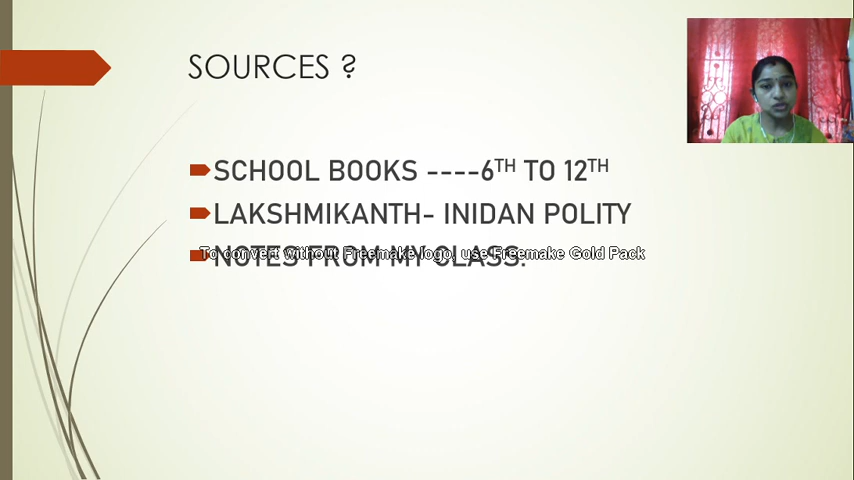 SOURCES ?
SCHOOL BOOKS ----6TH TO 12TH
LAKSHMIKANTH- INIDAN POLITY
NOTES FROM MY CLASS.
To convert without Freemake logo, use Freemake Gold Pack